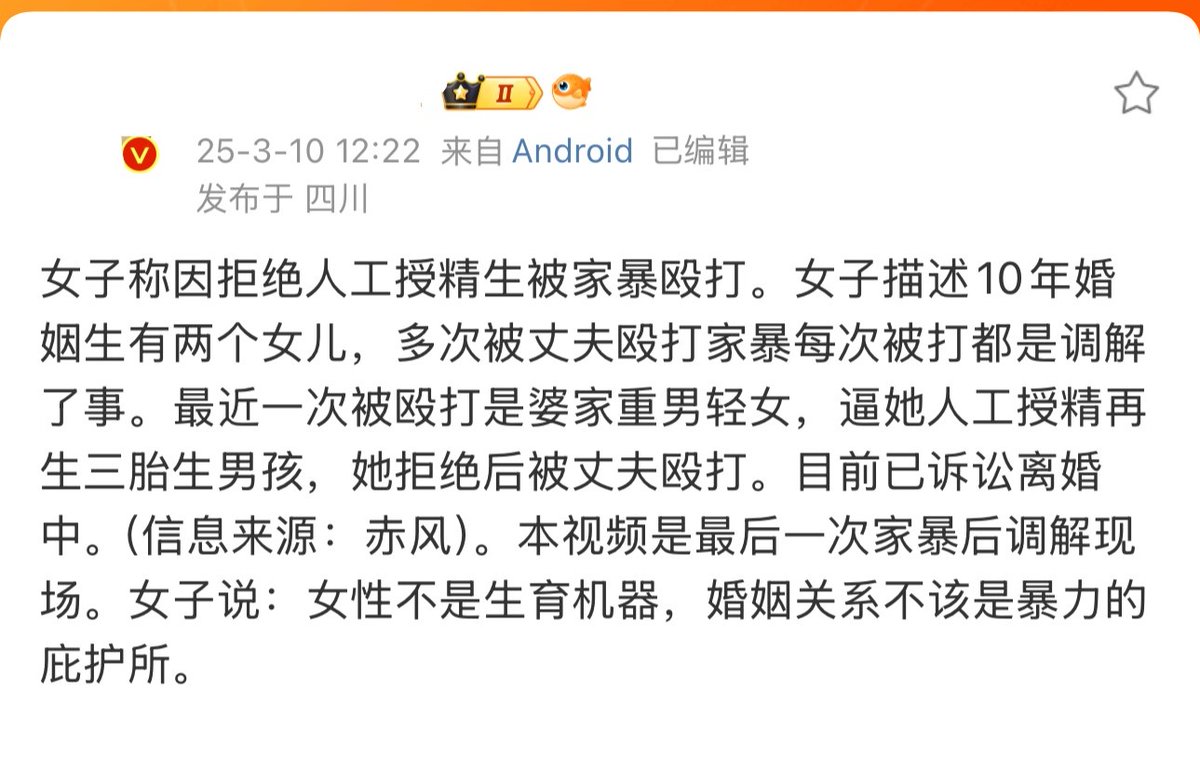 II
25-3-10 12:22 来自 Android 已编辑
发布于 四川
女子称因拒绝人工授精生被家暴殴打。女子描述10年婚
姻生有两个女儿，多次被丈夫殴打家暴每次被打都是调解
了事。最近一次被殴打是婆家重男轻女，逼她人工授精再
生三胎生男孩，她拒绝后被丈夫殴打。目前已诉讼离婚
中。(信息来源：赤风)。本视频是最后一次家暴后调解现
场。女子说：女性不是生育机器，婚姻关系不该是暴力的
庇护所。